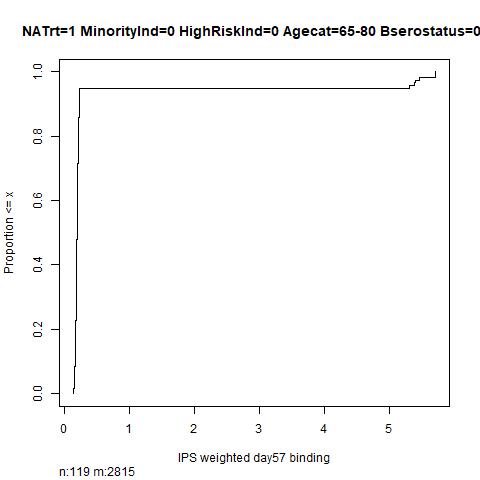 NATrt=1 MinorityInd=0 HighRiskInd=0 Agecat=65-80 Bserostatus=0
1.0
0.8
0.6
0.4
0.2
0.0
Proportion <= x
0 1 2 3 4 5
IPS weighted day57 binding
n:119 m:2815